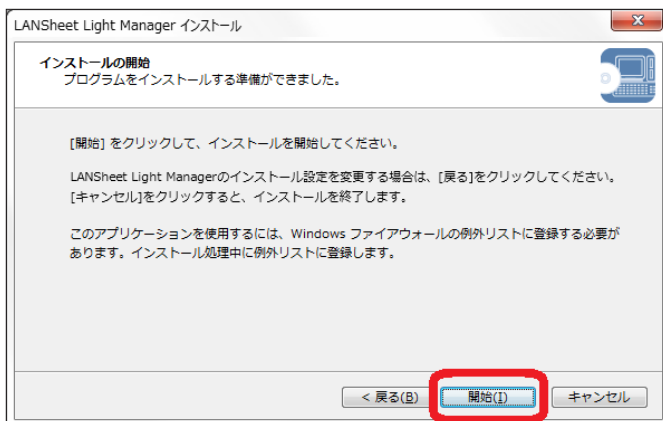 LANSheet Light Manager インストール
インストールの開始
プログラムをインストールする準備ができました。
[開始] をクリックして、インストールを開始してください。
LANSheet Light Managerのインストール設定を変更する場合は、[戻る]をクリックしてください。
[キャンセル]をクリックすると、インストールを終了します。
このアプリケーションを使用するには、Windows ファイアウォールの例外リストに登録する必要が
あります。インストール処理中に例外リストに登録します。
< 戻る(B) 開始(I) キャンセル